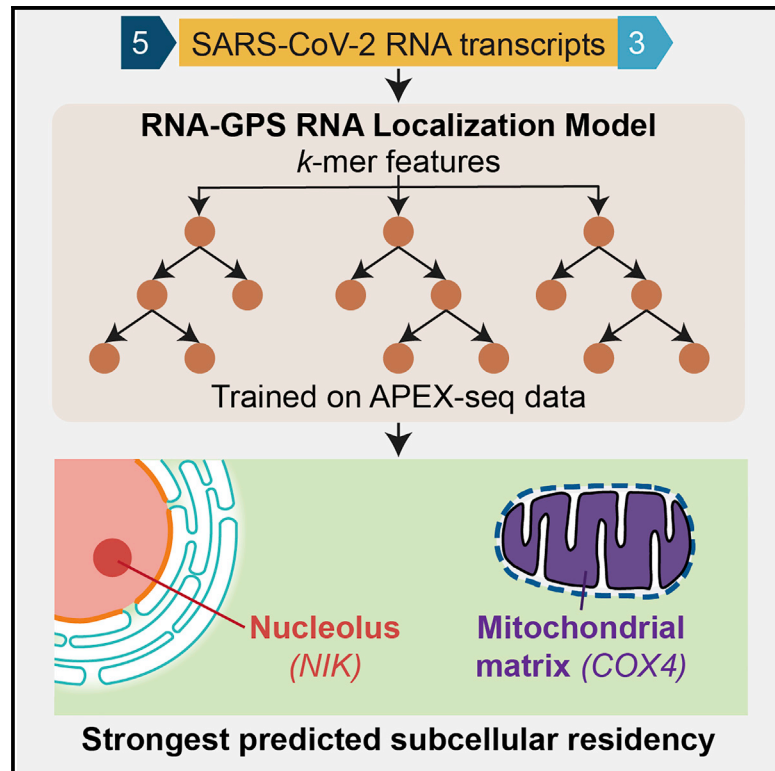 5 SARS-CoV-2 RNA transcripts 3
RNA-GPS RNA Localization Model
k-mer features
Trained on APEX-seq data
Nucleolus
(NIK)
Mitochondrial
matrix (COX4)
Strongest predicted subcellular residency